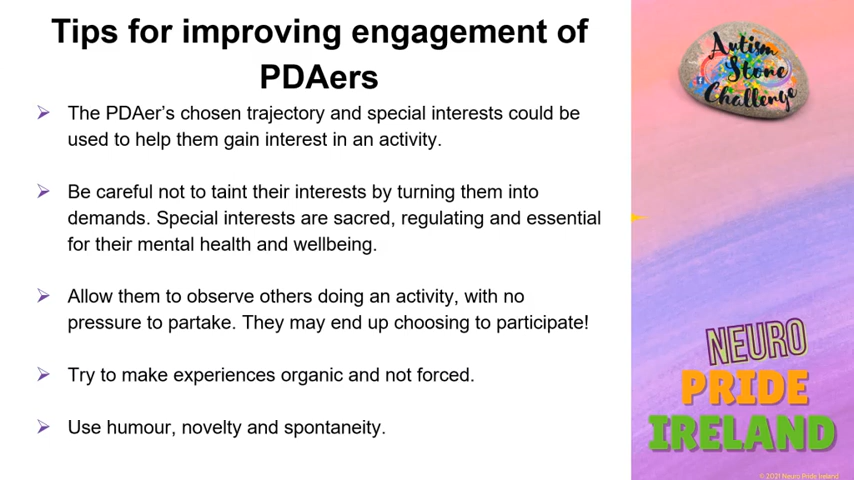 Tips for improving engagement of
PDAers
The PDAer's chosen trajectory and special interests could be
used to help them gain interest in an activity.
Be careful not to taint their interests by turning them into
demands. Special interests are sacred, regulating and essential
for their mental health and wellbeing.
Allow them to observe others doing an activity, with no
pressure to partake. They may end up choosing to participate!
Try to make experiences organic and not forced.
Use humour, novelty and spontaneity.
Autism
Stone
Challenge
NEURO
PRIDE
IRELAND
© 2021 Neuro Pride Ireland